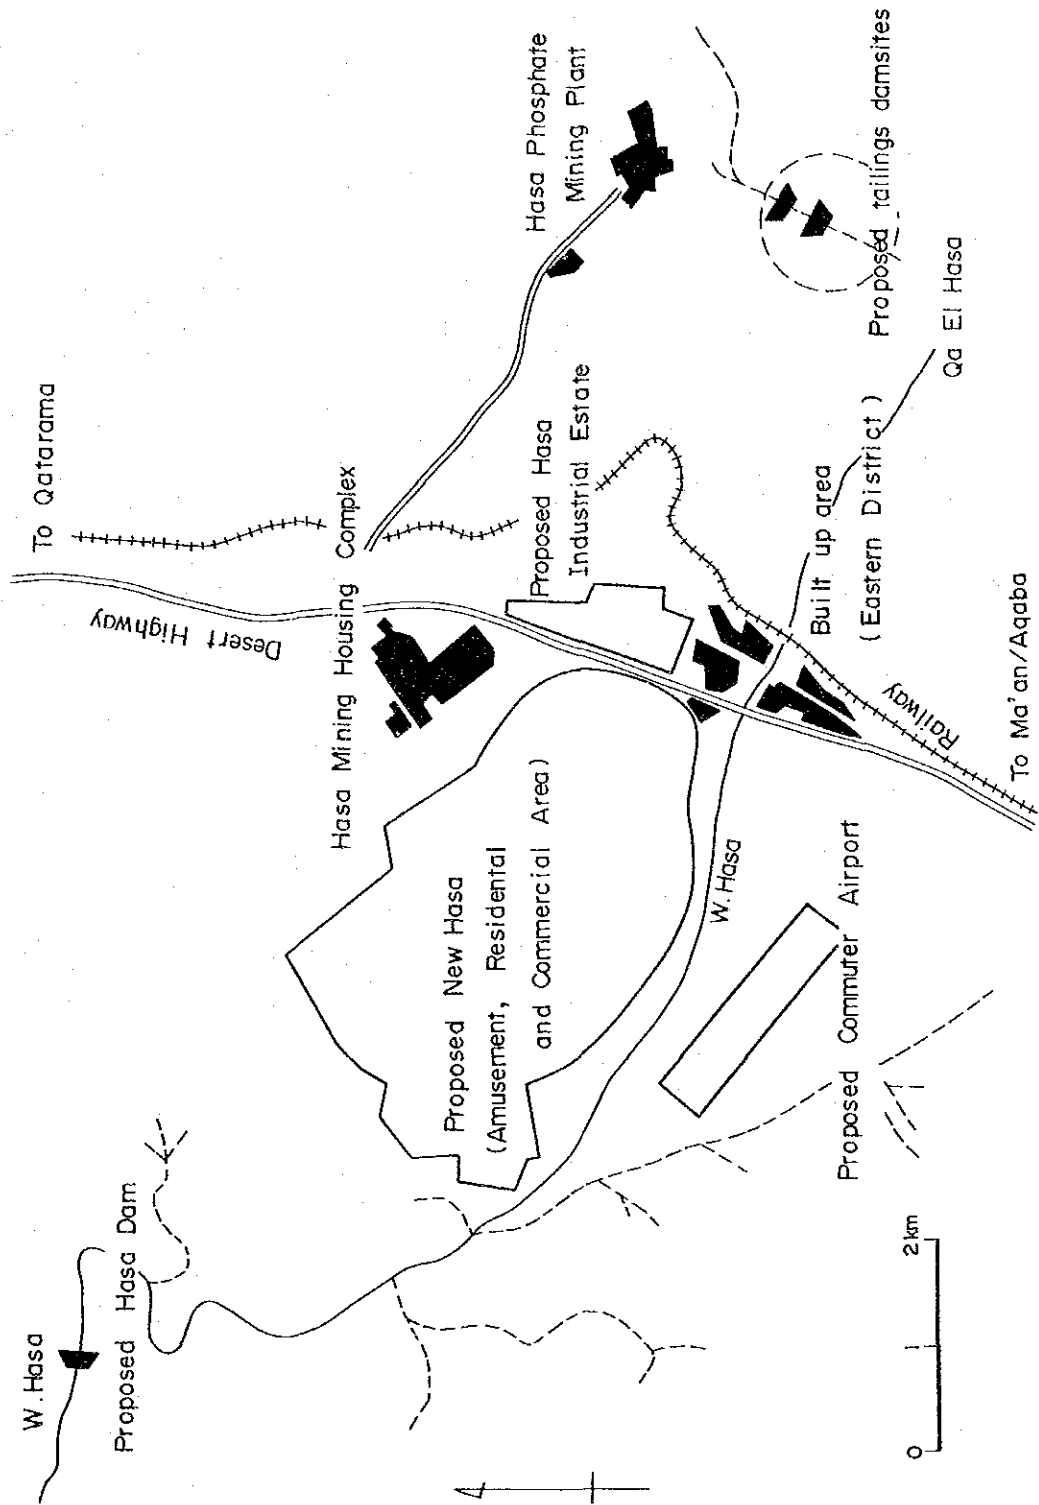 To Qatarama
Desert Highway
Hasa Mining Housing Complex
Hasa Phosphate
Mining Plant
Proposed Hasa
Industrial Estate
Proposed tailings damsites
Qa El Hasa
Built up area
(Eastern District)
Railway
To Ma'an/Aqaba
W. Hasa
Proposed Hasa Dam
Proposed New Hasa
(Amusement, Residental
and Commercial Area)
W. Hasa
Proposed Commuter Airport
0
2km